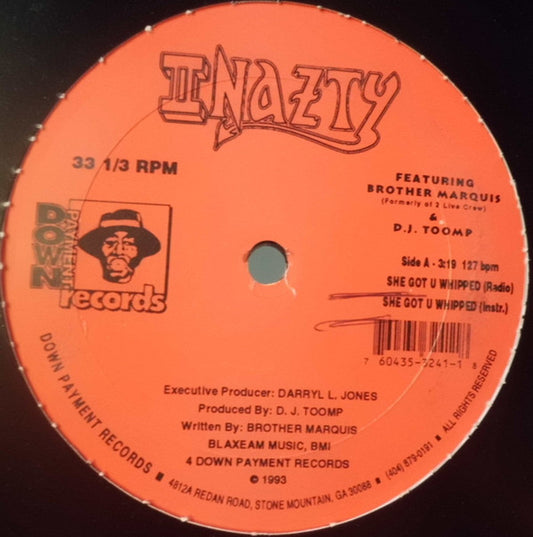 II NAZTY
33 1/3 RPM
FEATURING
BROTHER MARQUIS
(Formerly of 2 Live Crew)
&
D.J. TOOMP
DOWN
PAYMENT
records
Side A - 3:19 127 bpm
SHE GOT U WHIPPED (Radio)
SHE GOT U WHIPPED (Instr.)
7 60435-3241-1 8
Executive Producer: DARRYL L. JONES
Produced By: D. J. TOOMP
Written By: BROTHER MARQUIS
BLAXEAM MUSIC, BMI
4 DOWN PAYMENT RECORDS
© 1993
DOWN PAYMENT RECORDS ■ 4812A REDAN ROAD, STONE MOUNTAIN, GA 30088 ■ (404) 879-0191 ■ ALL RIGHTS RESERVED